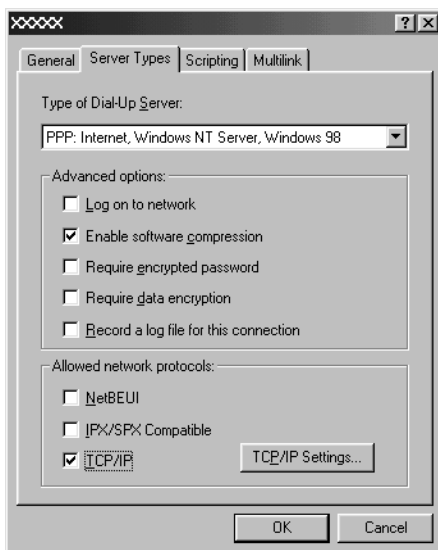 xxxxx
General Server Types Scripting Multilink
Type of Dial-Up Server:
PPP: Internet, Windows NT Server, Windows 98
Advanced options:
Log on to network
Enable software compression
Require encrypted password
Require data encryption
Record a log file for this connection
Allowed network protocols:
NetBEUI
IPX/SPX Compatible
TCP/IP
TCP/IP Settings...
OK Cancel